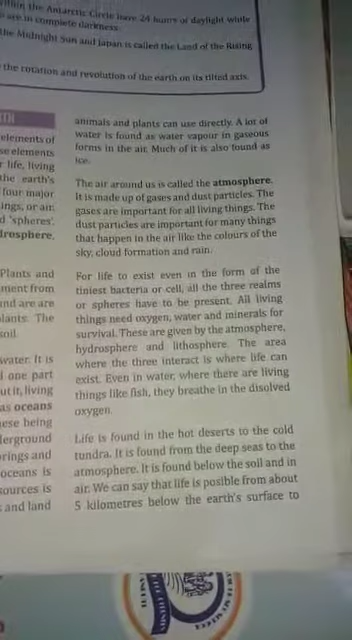 within the Antarctic Circle have 24 hours of daylight while
are in complete darkness.
the Midnight Sun and Japan is called the Land of the Rising
the rotation and revolution of the earth on its tilted axis.
elements of
se elements
r life, living
the earth's
four major
ings, or air.
d 'spheres'.
drosphere,
Plants and
ment from
and are are
plants. The
soil.
water. It is
d one part
ut it, living
as oceans
ese being
derground
rings and
oceans is
sources is
and land
animals and plants can use directly. A lot of
water is found as water vapour in gaseous
forms in the air. Much of it is also found as
ice.
The air around us is called the atmosphere.
It is made up of gases and dust particles. The
gases are important for all living things. The
dust particles are important for many things
that happen in the air like the colours of the
sky, cloud formation and rain.
For life to exist even in the form of the
tiniest bacteria or cell, all the three realms
or spheres have to be present. All living
things need oxygen, water and minerals for
survival. These are given by the atmosphere,
hydrosphere and lithosphere. The area
where the three interact is where life can
exist. Even in water, where there are living
things like fish, they breathe in the disolved
oxygen.
Life is found in the hot deserts to the cold
tundra. It is found from the deep seas to the
atmosphere. It is found below the soil and in
air. We can say that life is posible from about
5 kilometres below the earth's surface to